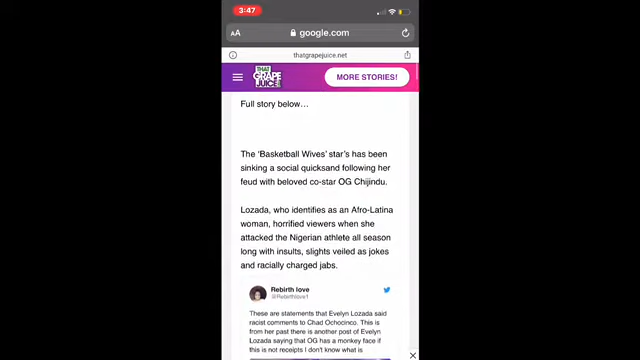 3:47
AA google.com
thatgrapejuice.net
THAT
GRAPE
JUICE
MORE STORIES!
Full story below…
The 'Basketball Wives' star's has been
sinking a social quicksand following her
feud with beloved co-star OG Chijindu.
Lozada, who identifies as an Afro-Latina
woman, horrified viewers when she
attacked the Nigerian athlete all season
long with insults, slights veiled as jokes
and racially charged jabs.
Rebirth love
@Rebirthlove1
These are statements that Evelyn Lozada said
racist comments to Chad Ochocinco. This is
from her past there is another post of Evelyn
Lozada saying that OG has a monkey face if
this is not receipts I don't know what is